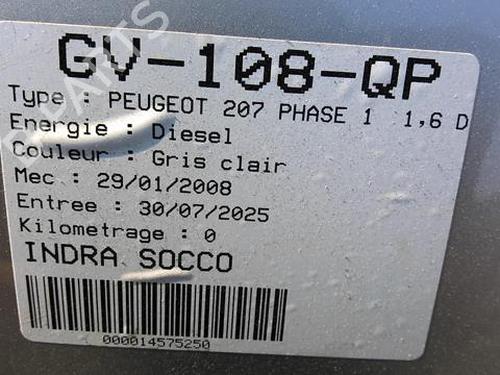 GV-108-QP
Type : PEUGEOT 207 PHASE 1 1,6 D
Energie : Diesel
Couleur : Gris clair
Mec : 29/01/2008
Entree : 30/07/2025
Kilometrage : 0
INDRA SOCCO
000014575250